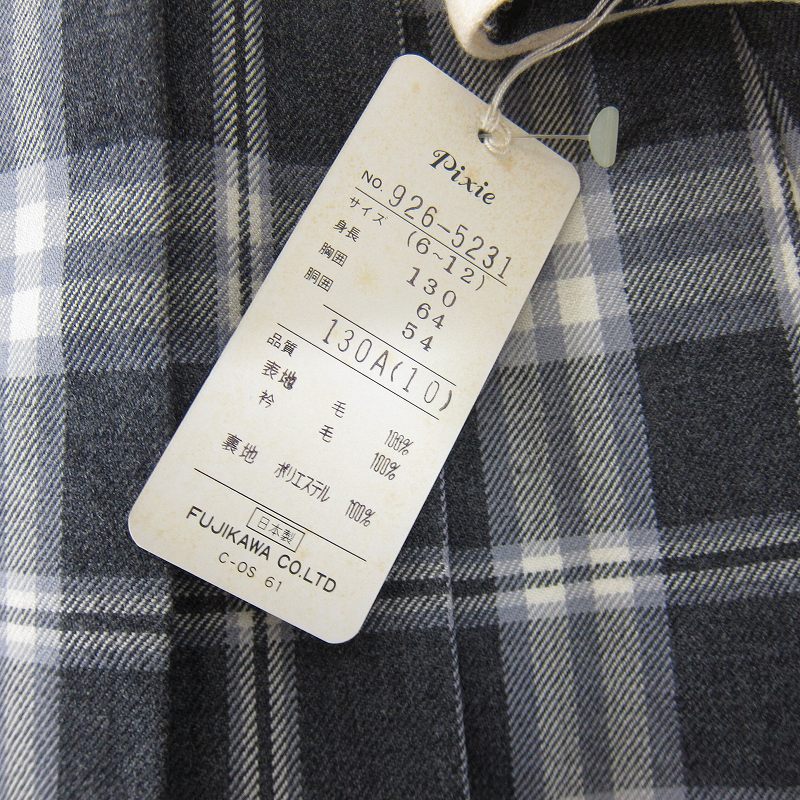 Pixie
NO. 926-5231
サイズ (6~12)
身長 130
胸囲 64
胴囲 54
130A(10)
品質
表地 毛 100%
衿 毛 100%
裏地 ポリエステル 100%
日本製
FUJIKAWA CO.LTD
C-OS 61